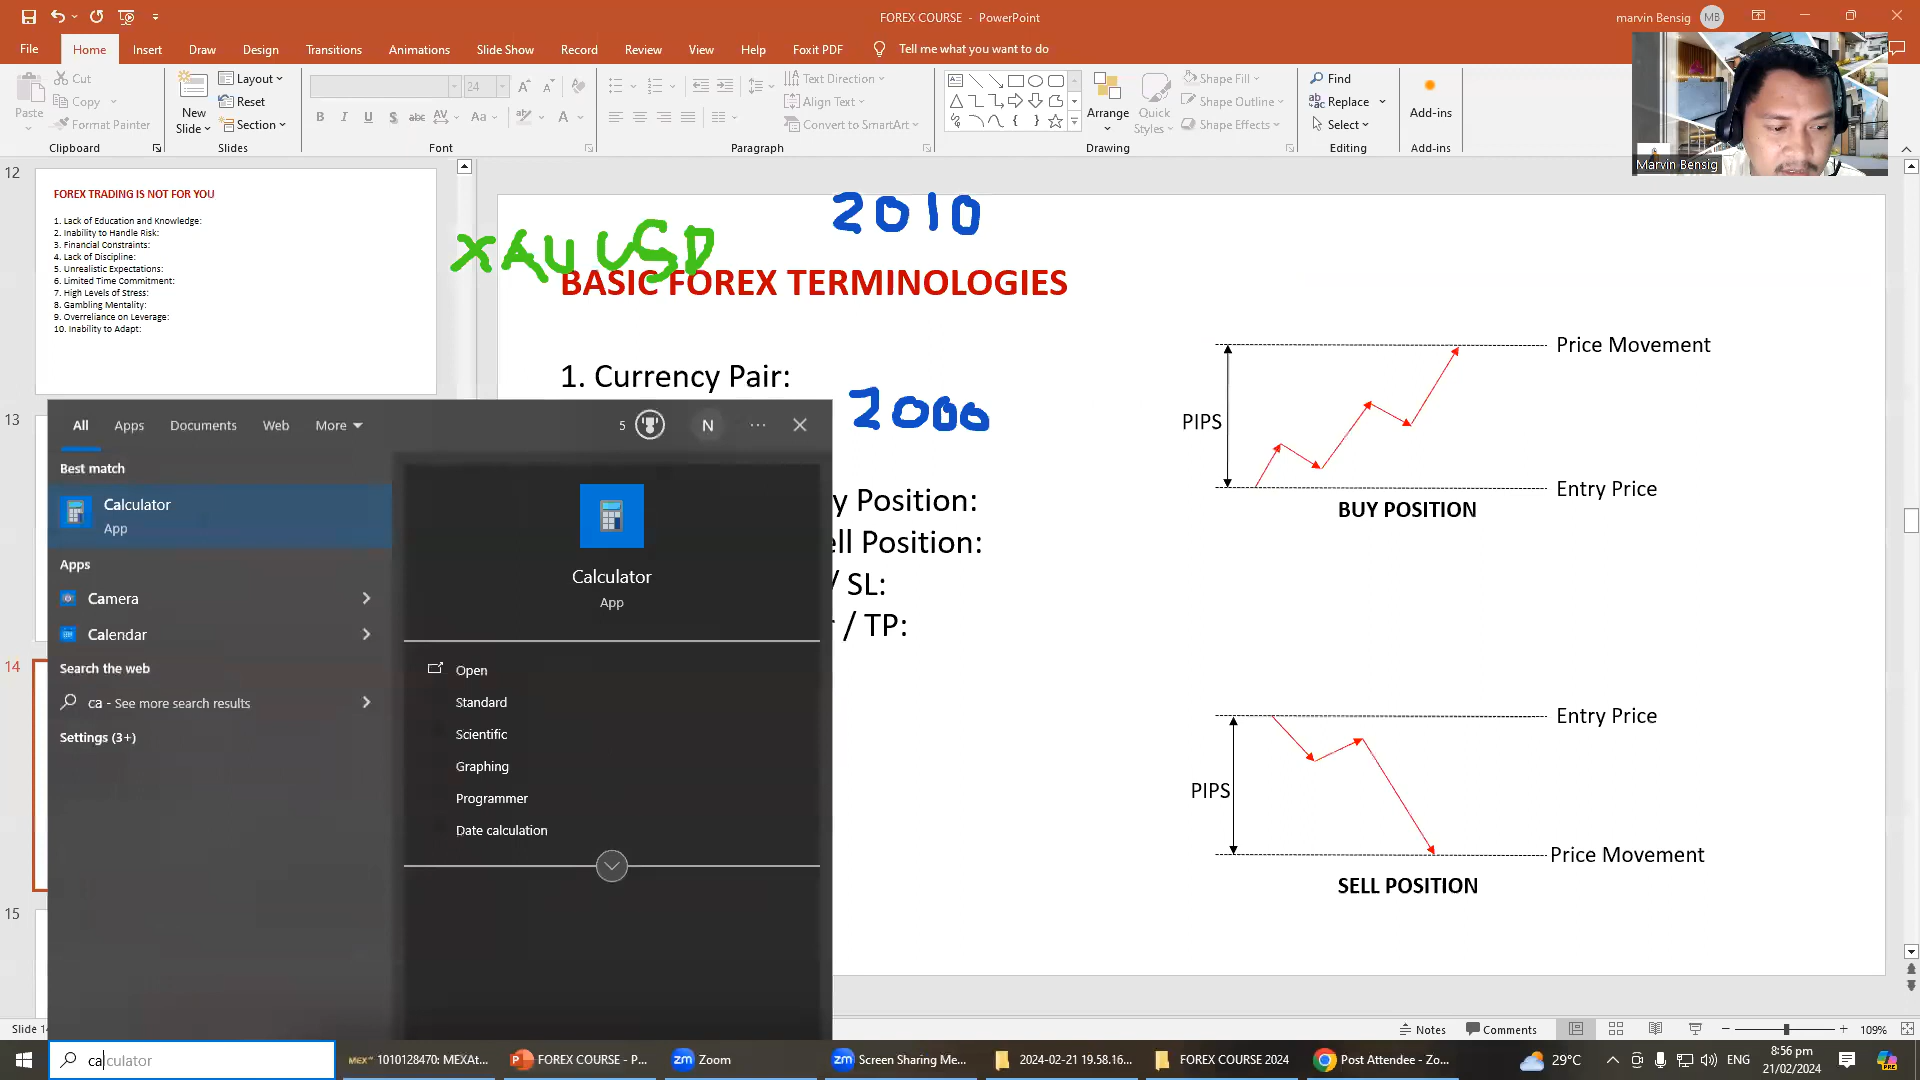 FOREX COURSE - PowerPoint
marvin Bensig MB
File Home Insert Draw Design Transitions Animations Slide Show Record Review View Help Foxit PDF Tell me what you want to do
Paste
Cut
Copy
Format Painter
Clipboard
New Slide
Layout
Reset
Section
Slides
24
Font
Text Direction
Align Text
Convert to SmartArt
Paragraph
Arrange
Quick Styles
Shape Fill
Shape Outline
Shape Effects
Drawing
Find
Replace
Select
Editing
Add-ins
Add-ins
Marvin Bensig
12
FOREX TRADING IS NOT FOR YOU
1. Lack of Education and Knowledge:
2. Inability to Handle Risk:
3. Financial Constraints:
4. Lack of Discipline:
5. Unrealistic Expectations:
6. Limited Time Commitment:
7. High Levels of Stress:
8. Gambling Mentality:
9. Overreliance on Leverage:
10. Inability to Adapt:
13
14
15
2010
XAU USD
BASIC FOREX TERMINOLOGIES
1. Currency Pair:
2000
y Position:
ell Position:
/ SL:
r / TP:
Price Movement
PIPS
Entry Price
BUY POSITION
Entry Price
PIPS
Price Movement
SELL POSITION
All Apps Documents Web More 5 N
Best match
Calculator
App
Apps
Camera
Calendar
Search the web
ca - See more search results
Settings (3+)
Calculator
App
Open
Standard
Scientific
Graphing
Programmer
Date calculation
Slide 14
Notes Comments 109%
calculator
MEX 1010128470: MEXAt...
FOREX COURSE - P...
zm Zoom
zm Screen Sharing Me...
2024-02-21 19.58.16...
FOREX COURSE 2024
Post Attendee - Zo...
29°C
ENG
8:56 pm
21/02/2024